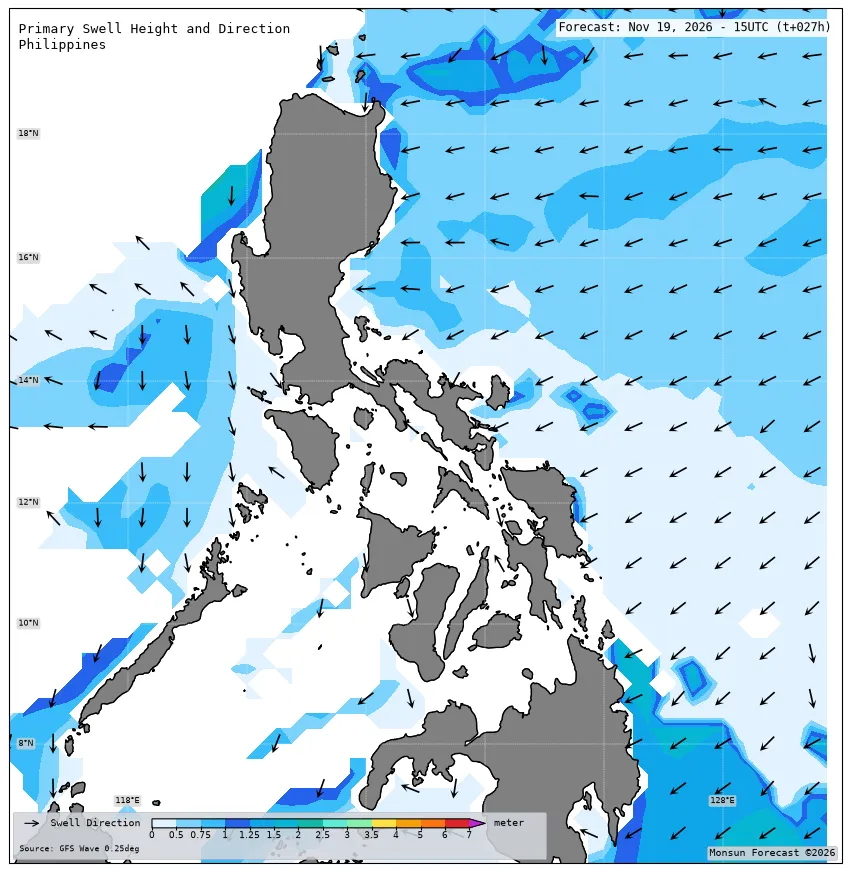 Primary Swell Height and Direction
Philippines
Forecast: Nov 19, 2026 - 15UTC (t+027h)
18°N
16°N
14°N
12°N
10°N
8°N
118°E
128°E
Swell Direction
0 0.5 0.75 1 1.25 1.5 2 2.5 3 3.5 4 5 6 7
meter
Source: GFS Wave 0.25deg
Monsun Forecast ©2026